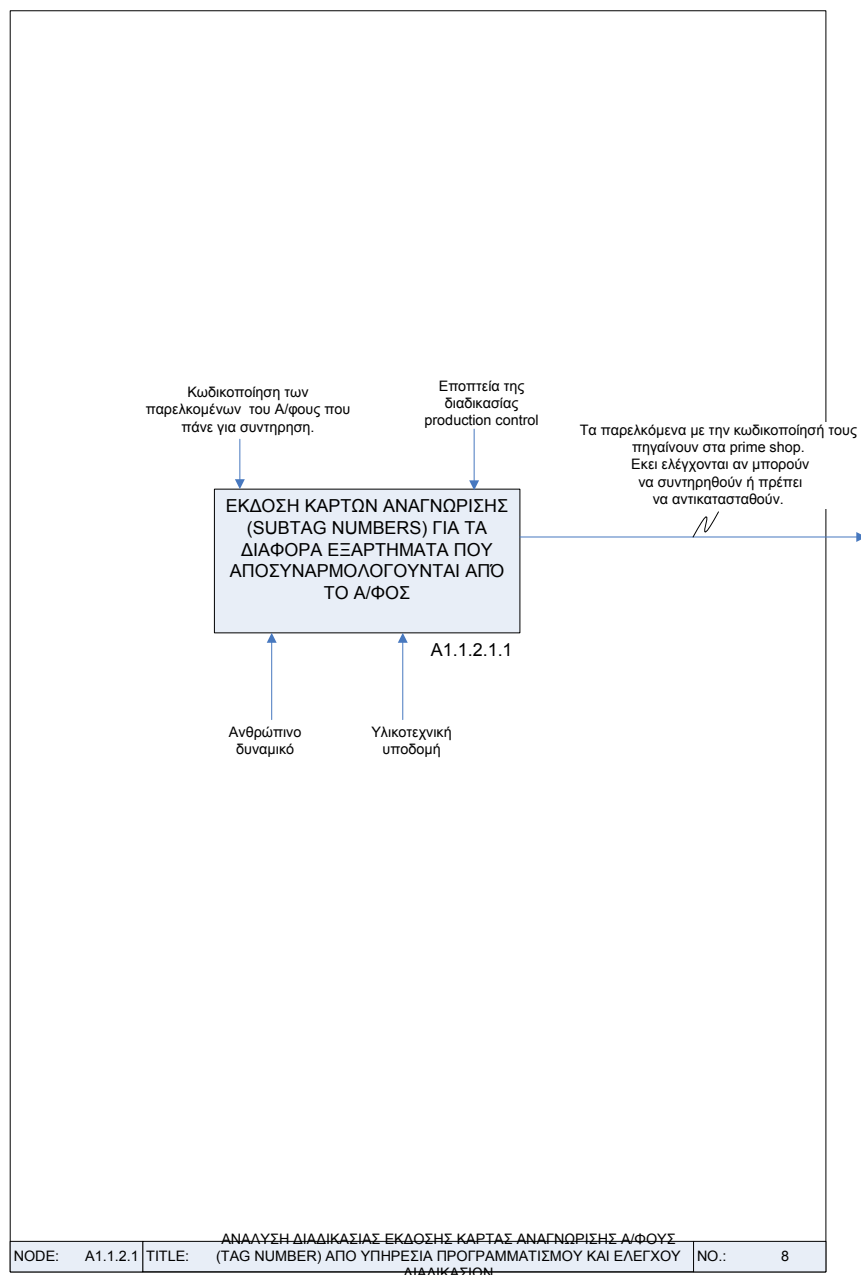 Κωδικοποίηση των
παρελκομένων του Α/φους που
πάνε για συντηρηση.
Εποπτεία της
διαδικασίας
production control
Τα παρελκόμενα με την κωδικοποίησή τους
πηγαίνουν στα prime shop.
Εκει ελέγχονται αν μπορούν
να συντηρηθούν ή πρέπει
να αντικατασταθούν.
ΕΚΔΟΣΗ ΚΑΡΤΩΝ ΑΝΑΓΝΩΡΙΣΗΣ
(SUBTAG NUMBERS) ΓΙΑ ΤΑ
ΔΙΑΦΟΡΑ ΕΞΑΡΤΗΜΑΤΑ ΠΟΥ
ΑΠΟΣΥΝΑΡΜΟΛΟΓΟΥΝΤΑΙ ΑΠΌ
ΤΟ Α/ΦΟΣ
A1.1.2.1.1
Ανθρώπινο
δυναμικό
Υλικοτεχνική
υποδομή
NODE: A1.1.2.1
TITLE:
ΑΝΑΛΥΣΗ ΔΙΑΔΙΚΑΣΙΑΣ ΕΚΔΟΣΗΣ ΚΑΡΤΑΣ ΑΝΑΓΝΩΡΙΣΗΣ Α/ΦΟΥΣ
(TAG NUMBER) ΑΠΟ ΥΠΗΡΕΣΙΑ ΠΡΟΓΡΑΜΜΑΤΙΣΜΟΥ ΚΑΙ ΕΛΕΓΧΟΥ
ΔΙΑΔΙΚΑΣΙΩΝ
NO.: 8